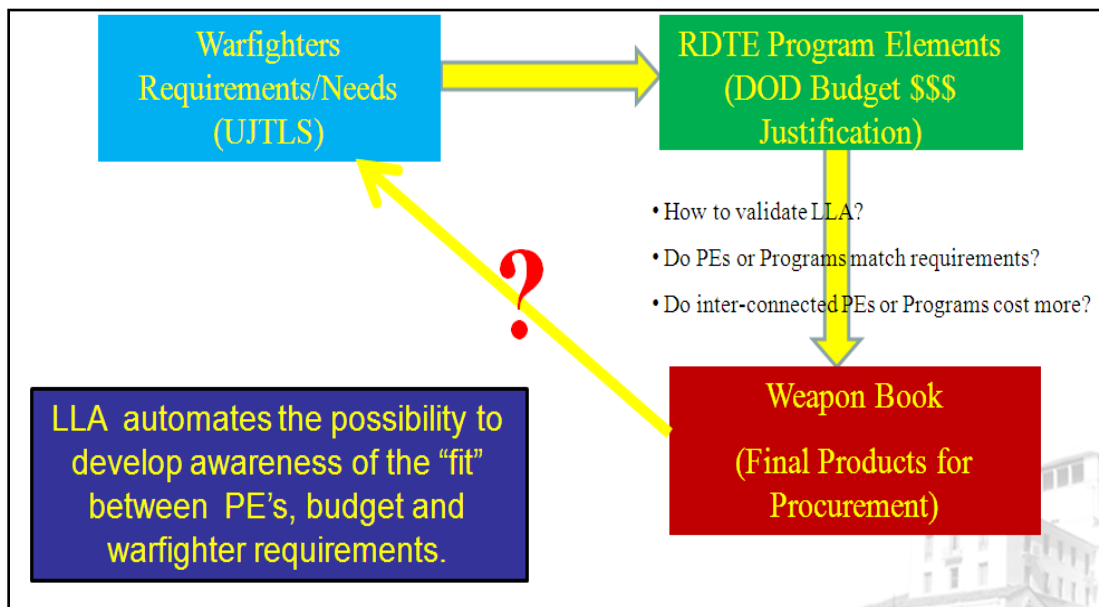 Warfighters
Requirements/Needs
(UJTLS)
RDTE Program Elements
(DOD Budget $$$
Justification)
• How to validate LLA?
• Do PEs or Programs match requirements?
• Do inter-connected PEs or Programs cost more?
?
Weapon Book
(Final Products for
Procurement)
LLA automates the possibility to
develop awareness of the “fit”
between PE’s, budget and
warfighter requirements.